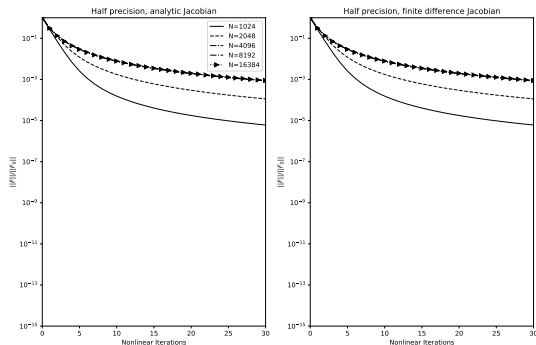 Half precision, analytic Jacobian
N=1024
N=2048
N=4096
N=8192
N=16384
10⁻¹
10⁻³
10⁻⁵
10⁻⁷
10⁻⁹
10⁻¹¹
10⁻¹³
10⁻¹⁵
||F||/||F₀||
0 5 10 15 20 25 30
Nonlinear Iterations
Half precision, finite difference Jacobian
10⁻¹
10⁻³
10⁻⁵
10⁻⁷
10⁻⁹
10⁻¹¹
10⁻¹³
10⁻¹⁵
||F||/||F₀||
0 5 10 15 20 25 30
Nonlinear Iterations